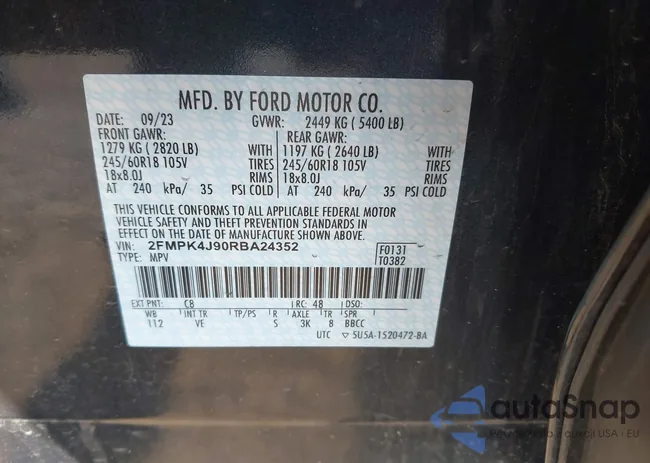 MFD. BY FORD MOTOR CO.
DATE: 09/23 GVWR: 2449 KG ( 5400 LB)
FRONT GAWR: REAR GAWR:
1279 KG ( 2820 LB) WITH 1197 KG ( 2640 LB) WITH
245/60R18 105V TIRES 245/60R18 105V TIRES
18x8.0J RIMS 18x8.0J RIMS
AT 240 kPa/ 35 PSI COLD AT 240 kPa/ 35 PSI COLD
THIS VEHICLE CONFORMS TO ALL APPLICABLE FEDERAL MOTOR
VEHICLE SAFETY AND THEFT PREVENTION STANDARDS IN
EFFECT ON THE DATE OF MANUFACTURE SHOWN ABOVE.
VIN: 2FMPK4J90RBA24352 F0131
TYPE: MPV T0382
EXT PNT: CB RC: 48 DSO:
WB INT TR TP/PS R AXLE TR SPR
112 VE S 3K 8 BBCC
UTC 5U5A-1520472-BA
autoSnap
USA | EU